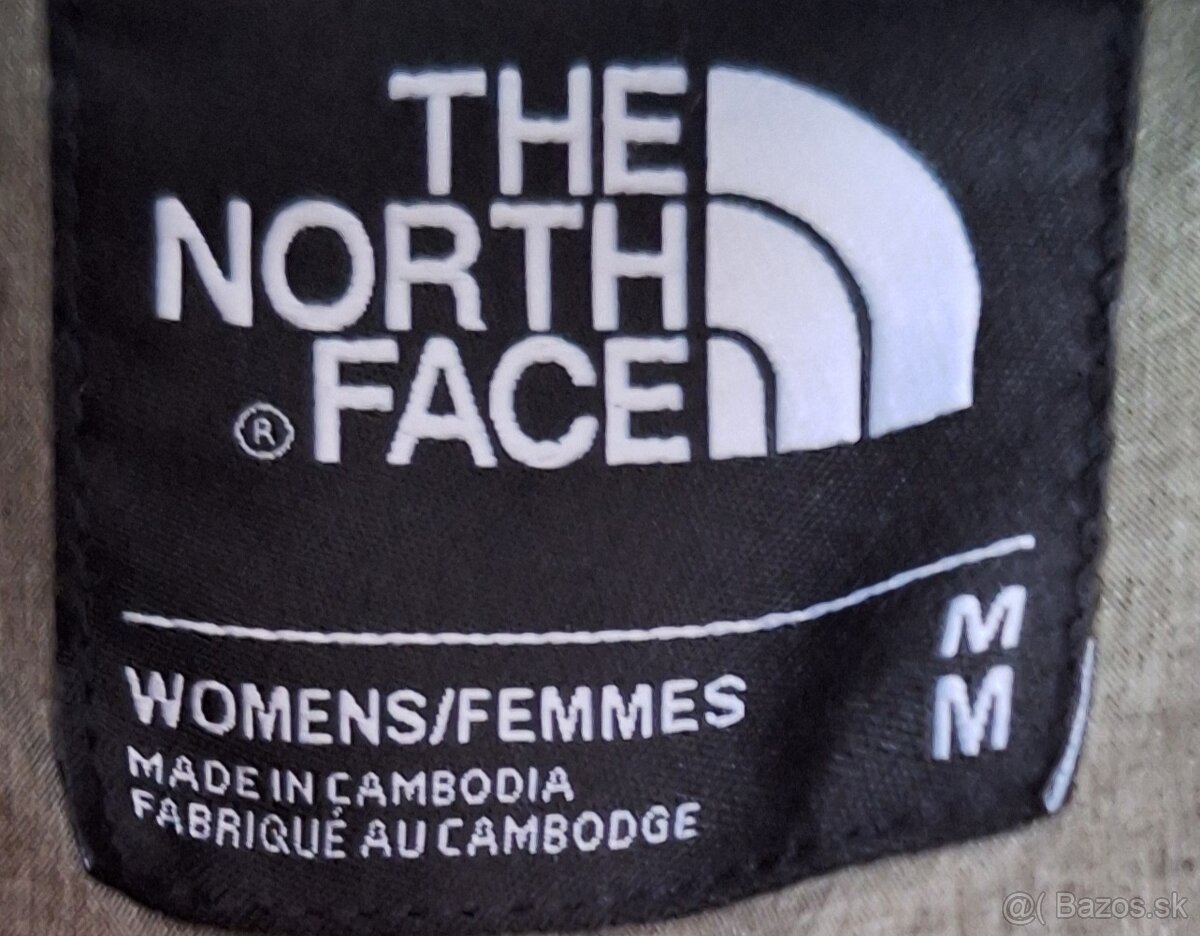 THE
NORTH
® FACE
M
WOMENS/FEMMES M
MADE IN CAMBODIA
FABRIQUÉ AU CAMBODGE
@( Bazos.sk